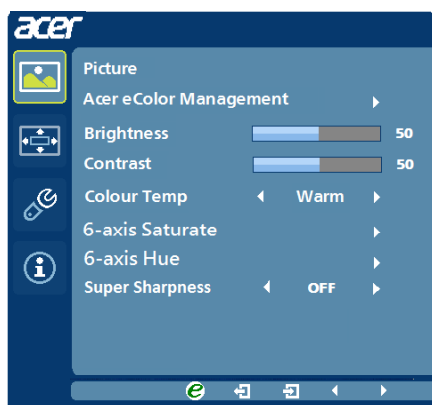 acer
Picture
Acer eColor Management
Brightness 50
Contrast 50
Colour Temp Warm
6-axis Saturate
6-axis Hue
Super Sharpness OFF
e